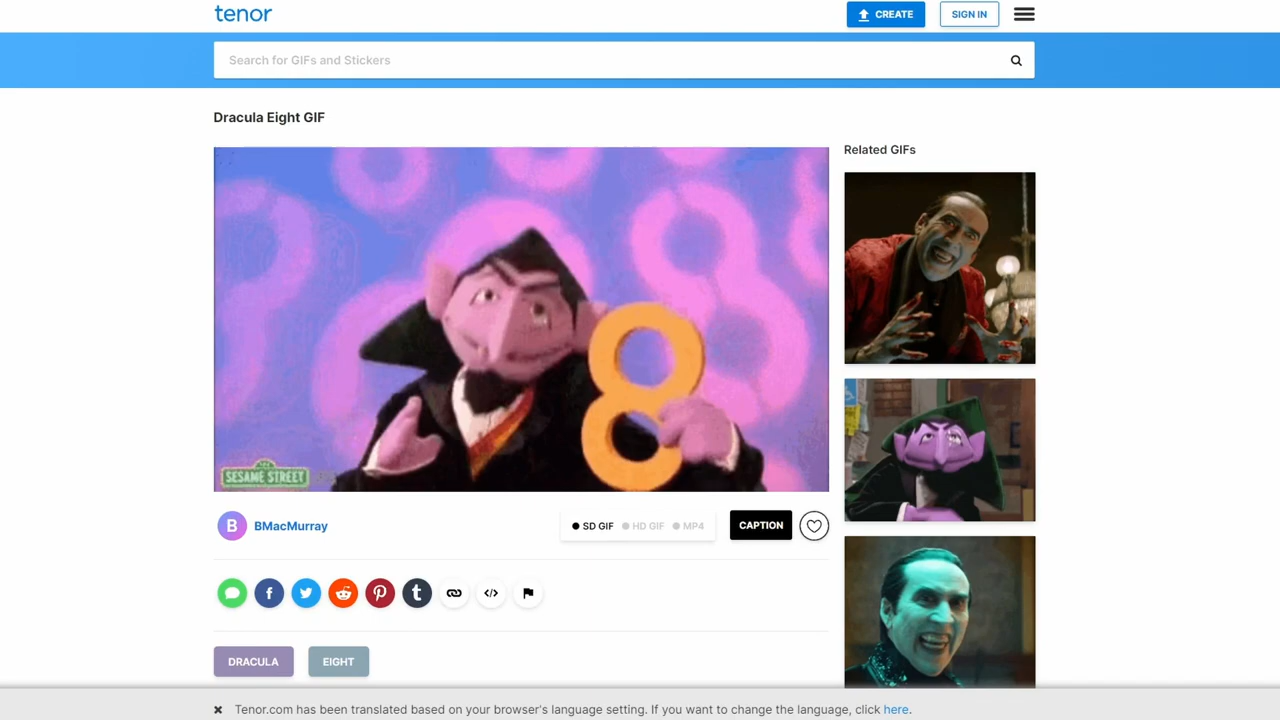 tenor
CREATE
SIGN IN
Search for GIFs and Stickers
Dracula Eight GIF
Related GIFs
8
SESAME STREET
B
BMacMurray
SD GIF
HD GIF
MP4
CAPTION
DRACULA
EIGHT
Tenor.com has been translated based on your browser's language setting. If you want to change the language, click here.